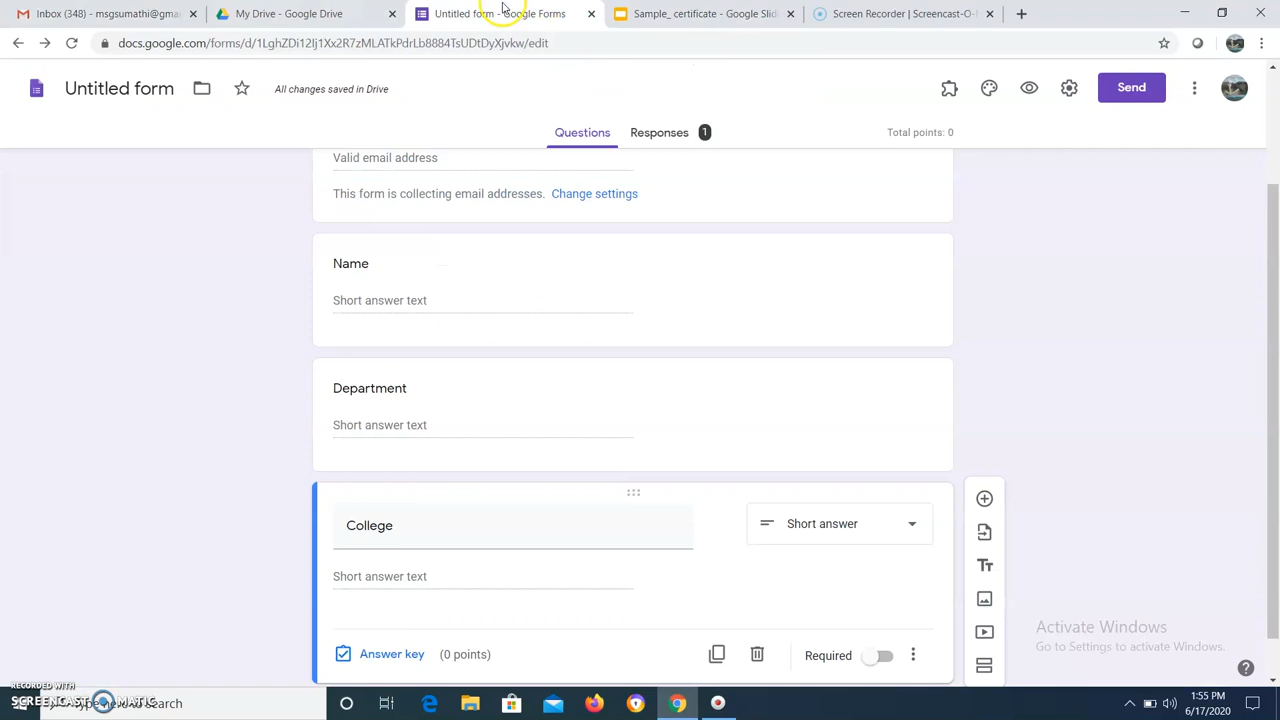 Inbox (348) - msgsumathi@gmai
My Drive - Google Drive
Untitled form - Google Forms
Sample_ certificate - Google Slid
Screen Recorder | Screencast-O-
docs.google.com/forms/d/1LghZDi12Ij1Xx2R7zMLATkPdrLb8884TsUDtDyXjvkw/edit
Untitled form
All changes saved in Drive
Send
Questions
Responses
1
Total points: 0
Valid email address
This form is collecting email addresses. Change settings
Name
Short answer text
Department
Short answer text
College
Short answer
Short answer text
Answer key
(0 points)
Required
Activate Windows
Go to Settings to activate Windows.
RECORDED WITH
SCREENCAST MATIC
here to search
1:55 PM
6/17/2020